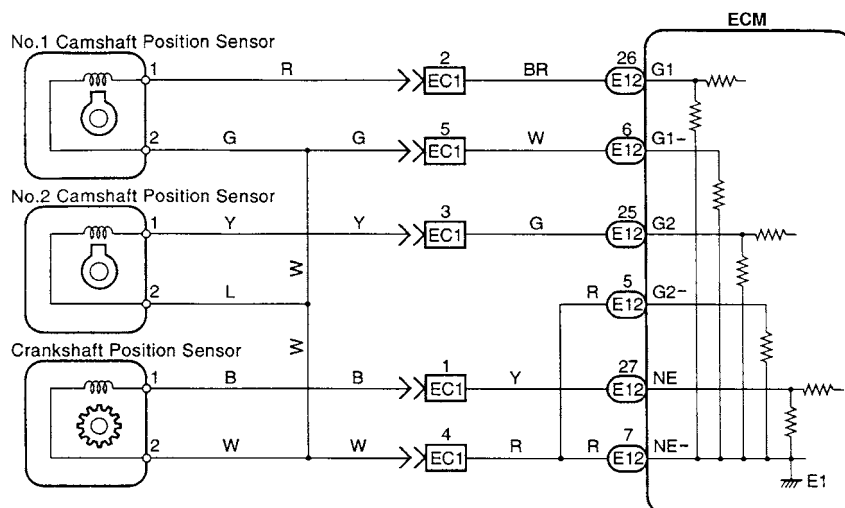 ECM
No.1 Camshaft Position Sensor
1 R 2 EC1 BR 26 E12 G1
2 G G 5 EC1 W 6 E12 G1-
No.2 Camshaft Position Sensor
1 Y Y 3 EC1 G 25 E12 G2
W
2 L R 5 E12 G2-
W
Crankshaft Position Sensor
1 B B 1 EC1 Y 27 E12 NE
2 W W 4 EC1 R R 7 E12 NE-
E1